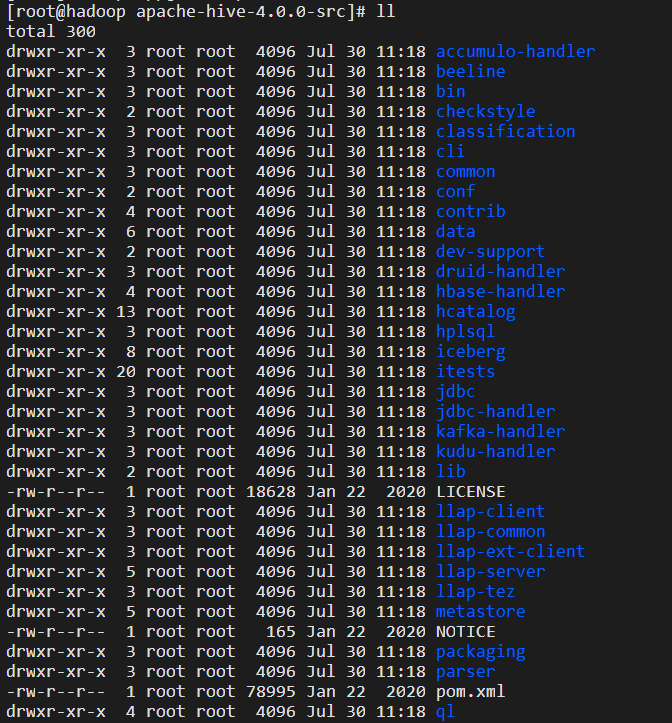 [root@hadoop apache-hive-4.0.0-src]# ll
total 300
drwxr-xr-x  3 root root  4096 Jul 30 11:18 accumulo-handler
drwxr-xr-x  3 root root  4096 Jul 30 11:18 beeline
drwxr-xr-x  3 root root  4096 Jul 30 11:18 bin
drwxr-xr-x  2 root root  4096 Jul 30 11:18 checkstyle
drwxr-xr-x  3 root root  4096 Jul 30 11:18 classification
drwxr-xr-x  3 root root  4096 Jul 30 11:18 cli
drwxr-xr-x  3 root root  4096 Jul 30 11:18 common
drwxr-xr-x  2 root root  4096 Jul 30 11:18 conf
drwxr-xr-x  4 root root  4096 Jul 30 11:18 contrib
drwxr-xr-x  6 root root  4096 Jul 30 11:18 data
drwxr-xr-x  2 root root  4096 Jul 30 11:18 dev-support
drwxr-xr-x  3 root root  4096 Jul 30 11:18 druid-handler
drwxr-xr-x  4 root root  4096 Jul 30 11:18 hbase-handler
drwxr-xr-x 13 root root  4096 Jul 30 11:18 hcatalog
drwxr-xr-x  3 root root  4096 Jul 30 11:18 hplsql
drwxr-xr-x  8 root root  4096 Jul 30 11:18 iceberg
drwxr-xr-x 20 root root  4096 Jul 30 11:18 itests
drwxr-xr-x  3 root root  4096 Jul 30 11:18 jdbc
drwxr-xr-x  3 root root  4096 Jul 30 11:18 jdbc-handler
drwxr-xr-x  3 root root  4096 Jul 30 11:18 kafka-handler
drwxr-xr-x  3 root root  4096 Jul 30 11:18 kudu-handler
drwxr-xr-x  2 root root  4096 Jul 30 11:18 lib
-rw-r--r--  1 root root 18628 Jan 22  2020 LICENSE
drwxr-xr-x  3 root root  4096 Jul 30 11:18 llap-client
drwxr-xr-x  3 root root  4096 Jul 30 11:18 llap-common
drwxr-xr-x  3 root root  4096 Jul 30 11:18 llap-ext-client
drwxr-xr-x  5 root root  4096 Jul 30 11:18 llap-server
drwxr-xr-x  3 root root  4096 Jul 30 11:18 llap-tez
drwxr-xr-x  5 root root  4096 Jul 30 11:18 metastore
-rw-r--r--  1 root root   165 Jan 22  2020 NOTICE
drwxr-xr-x  3 root root  4096 Jul 30 11:18 packaging
drwxr-xr-x  3 root root  4096 Jul 30 11:18 parser
-rw-r--r--  1 root root 78995 Jan 22  2020 pom.xml
drwxr-xr-x  4 root root  4096 Jul 30 11:18 ql